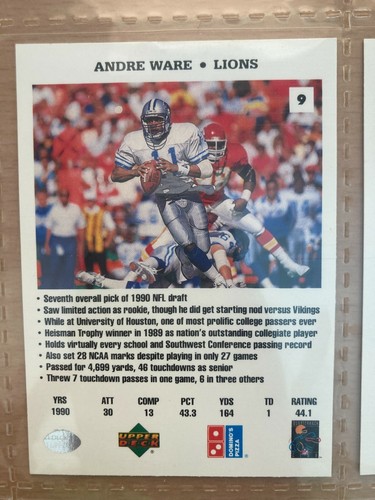 ANDRE WARE • LIONS
9
11
• Seventh overall pick of 1990 NFL draft
• Saw limited action as rookie, though he did get starting nod versus Vikings
• While at University of Houston, one of most prolific college passers ever
• Heisman Trophy winner in 1989 as nation's outstanding collegiate player
• Holds virtually every school and Southwest Conference passing record
• Also set 28 NCAA marks despite playing in only 27 games
• Passed for 4,699 yards, 46 touchdowns as senior
• Threw 7 touchdown passes in one game, 6 in three others
YRS ATT COMP PCT YDS TD RATING
1990 30 13 43.3 164 1 44.1
UPPER DECK
DOMINO'S PIZZA